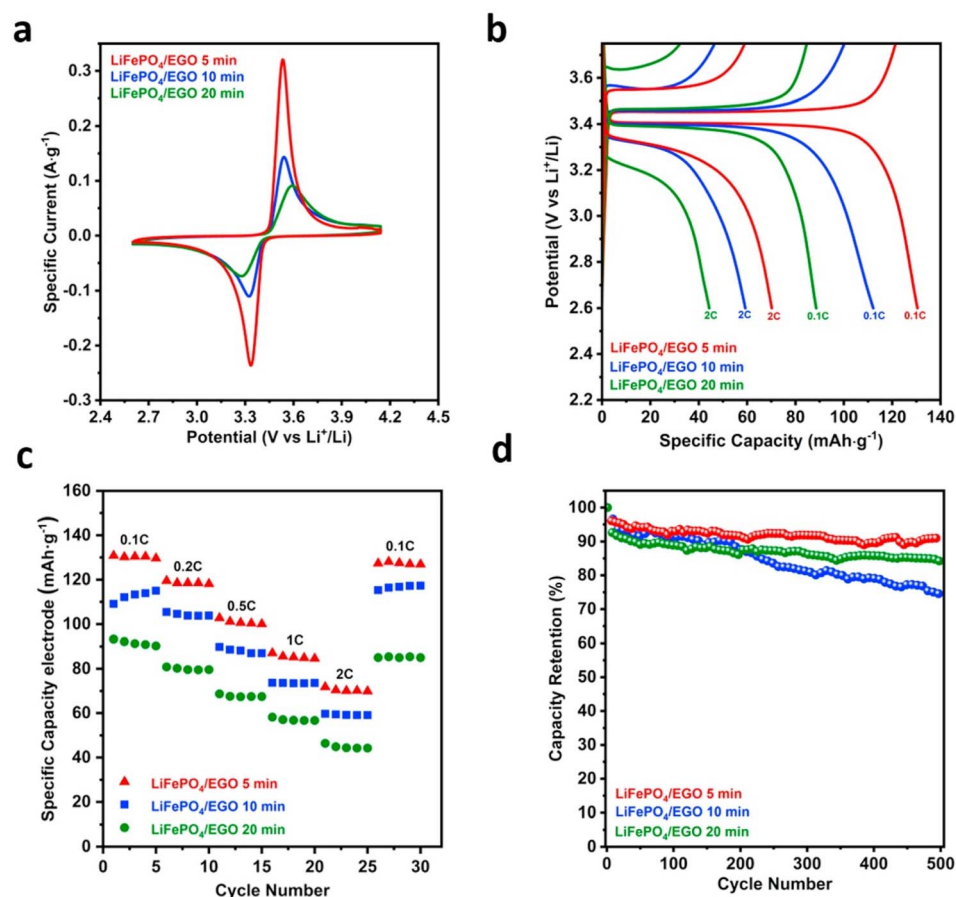 a
LiFePO₄/EGO 5 min
LiFePO₄/EGO 10 min
LiFePO₄/EGO 20 min
0.3
0.2
0.1
0.0
-0.1
-0.2
-0.3
Specific Current (A·g⁻¹)
2.4 2.7 3.0 3.3 3.6 3.9 4.2 4.5
Potential (V vs Li⁺/Li)
b
3.6
3.4
3.2
3.0
2.8
2.6
2.4
2.2
Potential (V vs Li⁺/Li)
2C 2C 2C 0.1C 0.1C 0.1C
LiFePO₄/EGO 5 min
LiFePO₄/EGO 10 min
LiFePO₄/EGO 20 min
0 20 40 60 80 100 120 140
Specific Capacity (mAh·g⁻¹)
c
160
140
120
100
80
60
40
20
0
Specific Capacity electrode (mAh·g⁻¹)
0.1C
0.2C
0.5C
1C
2C
0.1C
LiFePO₄/EGO 5 min
LiFePO₄/EGO 10 min
LiFePO₄/EGO 20 min
0 5 10 15 20 25 30
Cycle Number
d
100
90
80
70
60
50
40
30
20
10
0
Capacity Retention (%)
LiFePO₄/EGO 5 min
LiFePO₄/EGO 10 min
LiFePO₄/EGO 20 min
0 100 200 300 400 500
Cycle Number